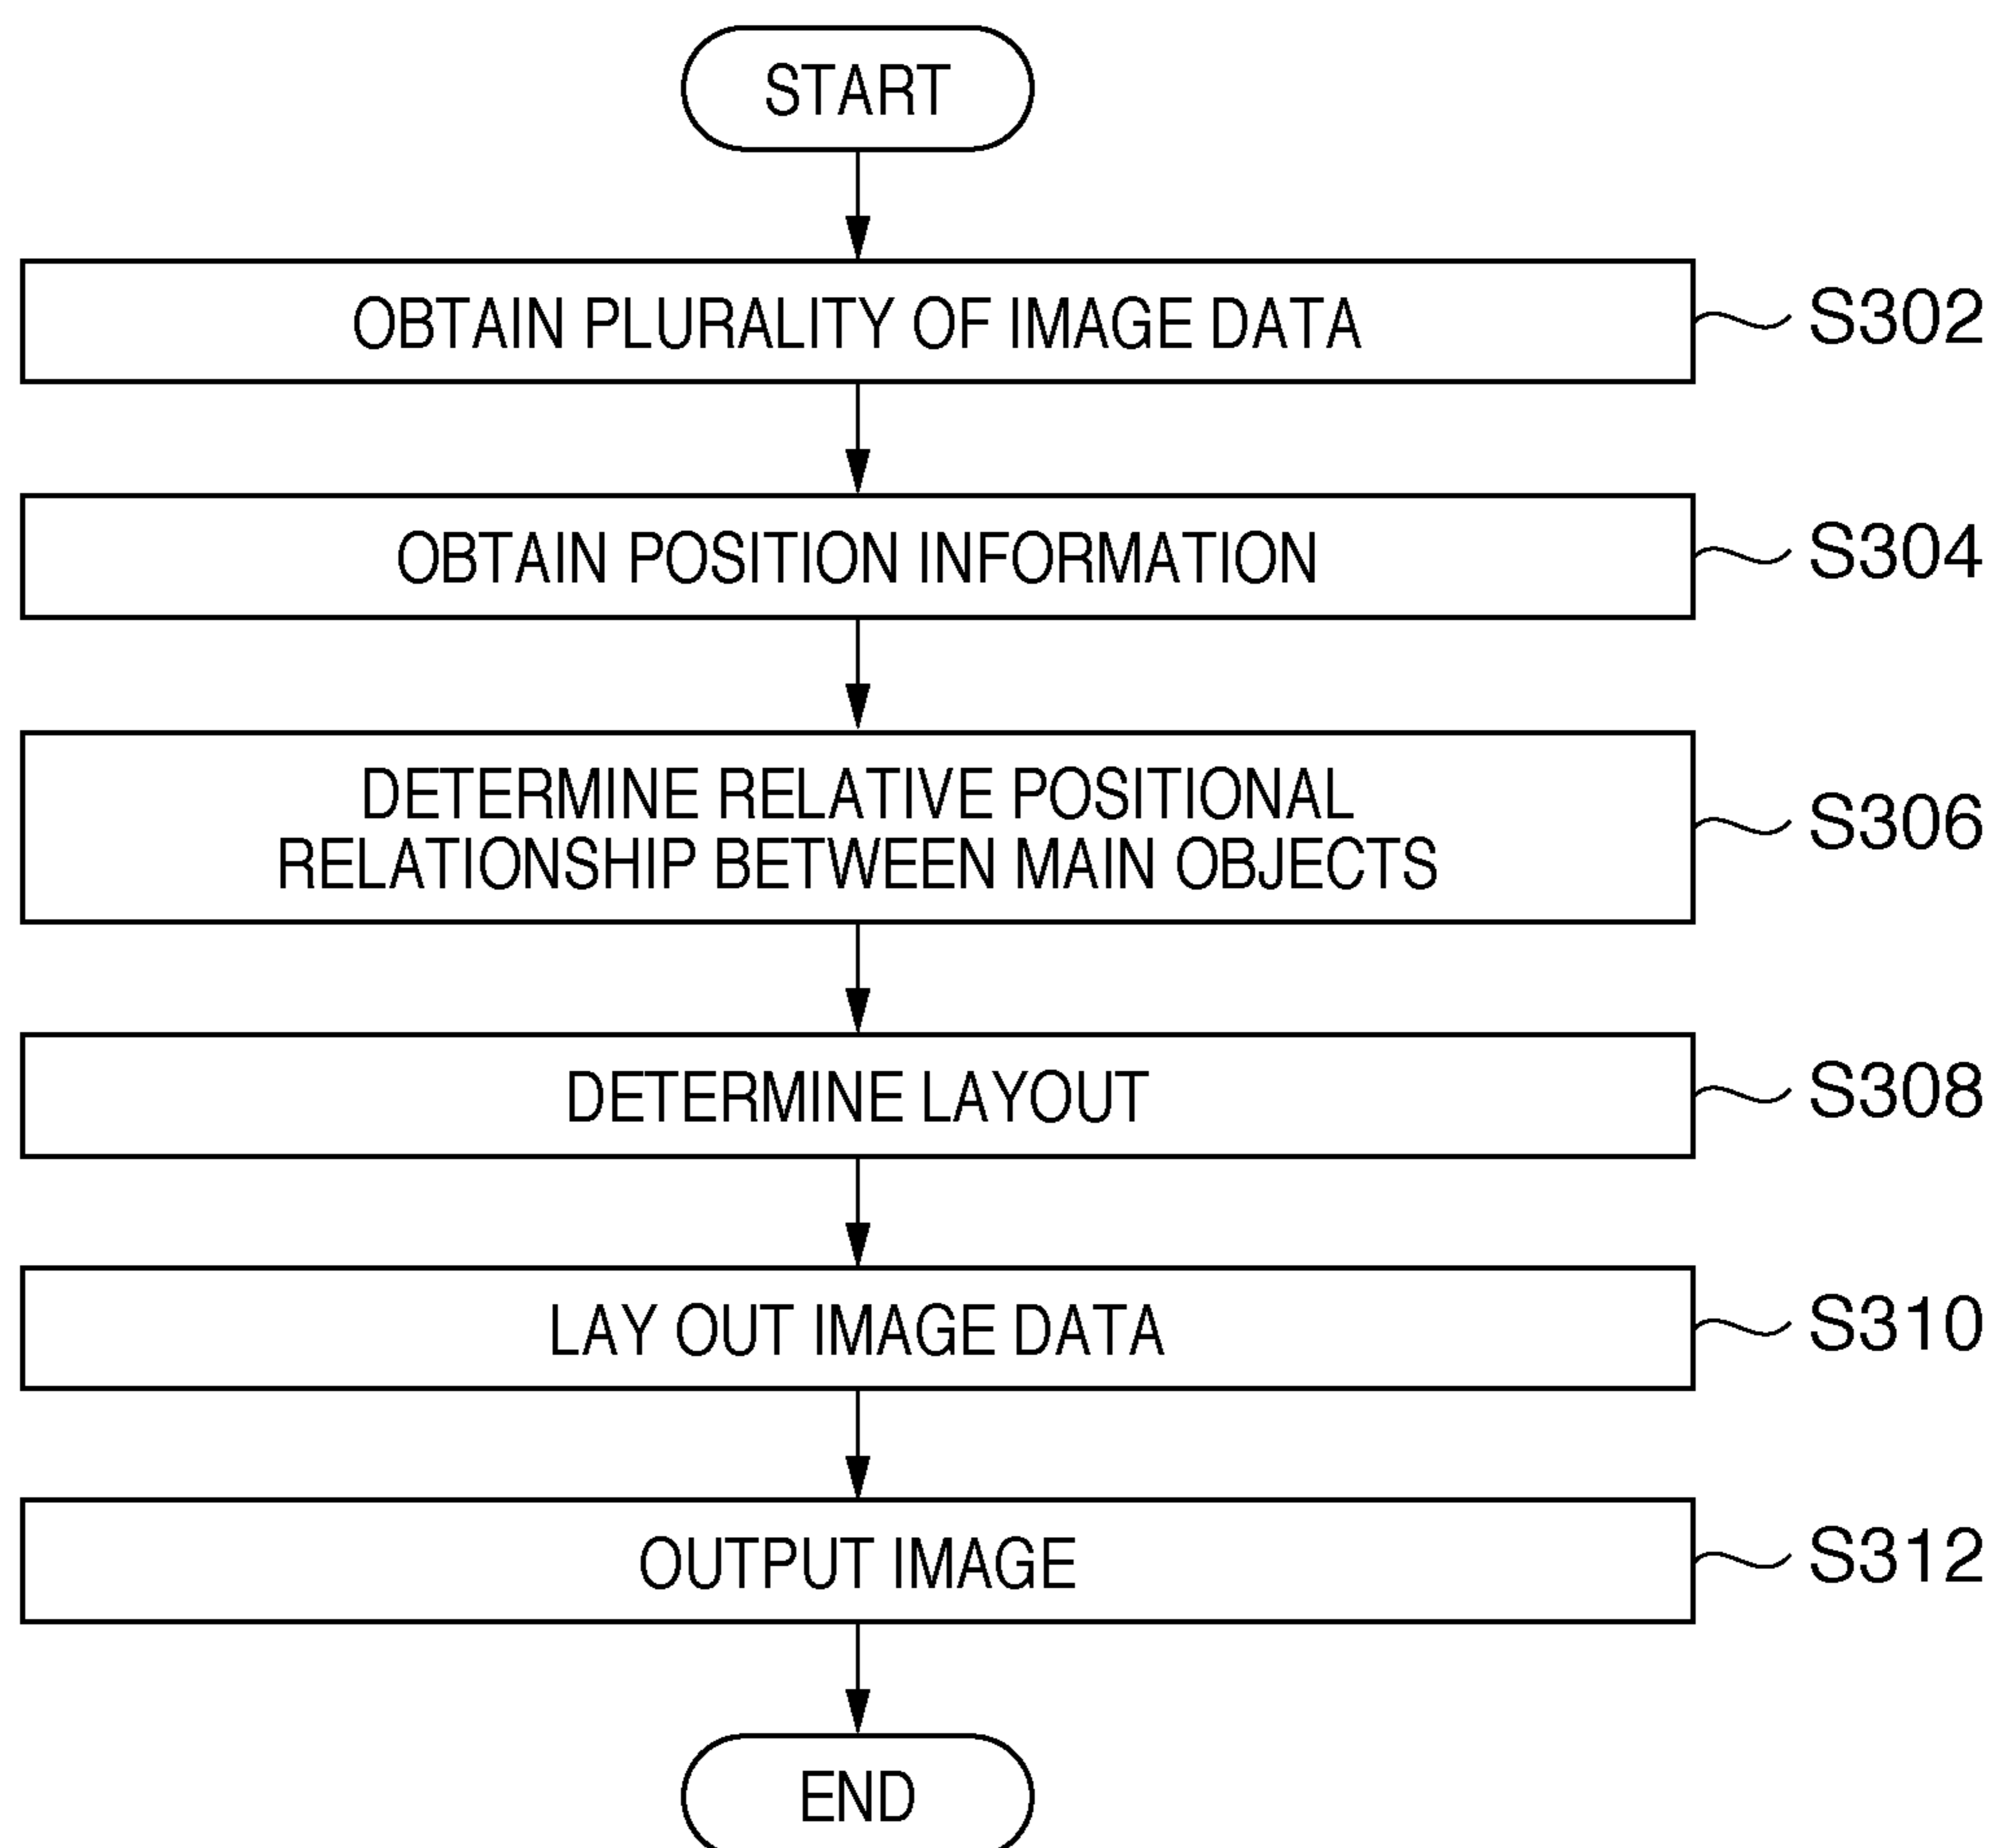 START
OBTAIN PLURALITY OF IMAGE DATA
S302
OBTAIN POSITION INFORMATION
S304
DETERMINE RELATIVE POSITIONAL
RELATIONSHIP BETWEEN MAIN OBJECTS
S306
DETERMINE LAYOUT
S308
LAY OUT IMAGE DATA
S310
OUTPUT IMAGE
S312
END